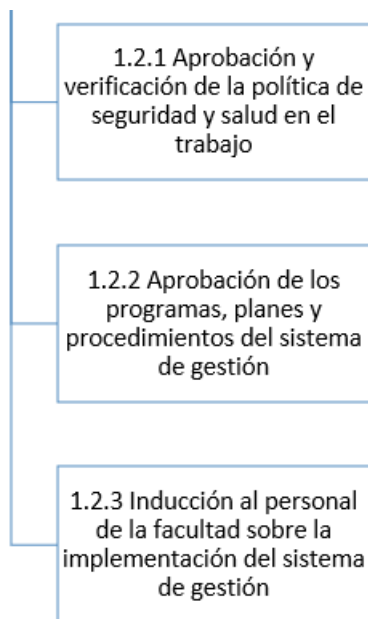 1.2.1 Aprobación y
verificación de la política de
seguridad y salud en el
trabajo
1.2.2 Aprobación de los
programas, planes y
procedimientos del sistema
de gestión
1.2.3 Inducción al personal
de la facultad sobre la
implementación del sistema
de gestión